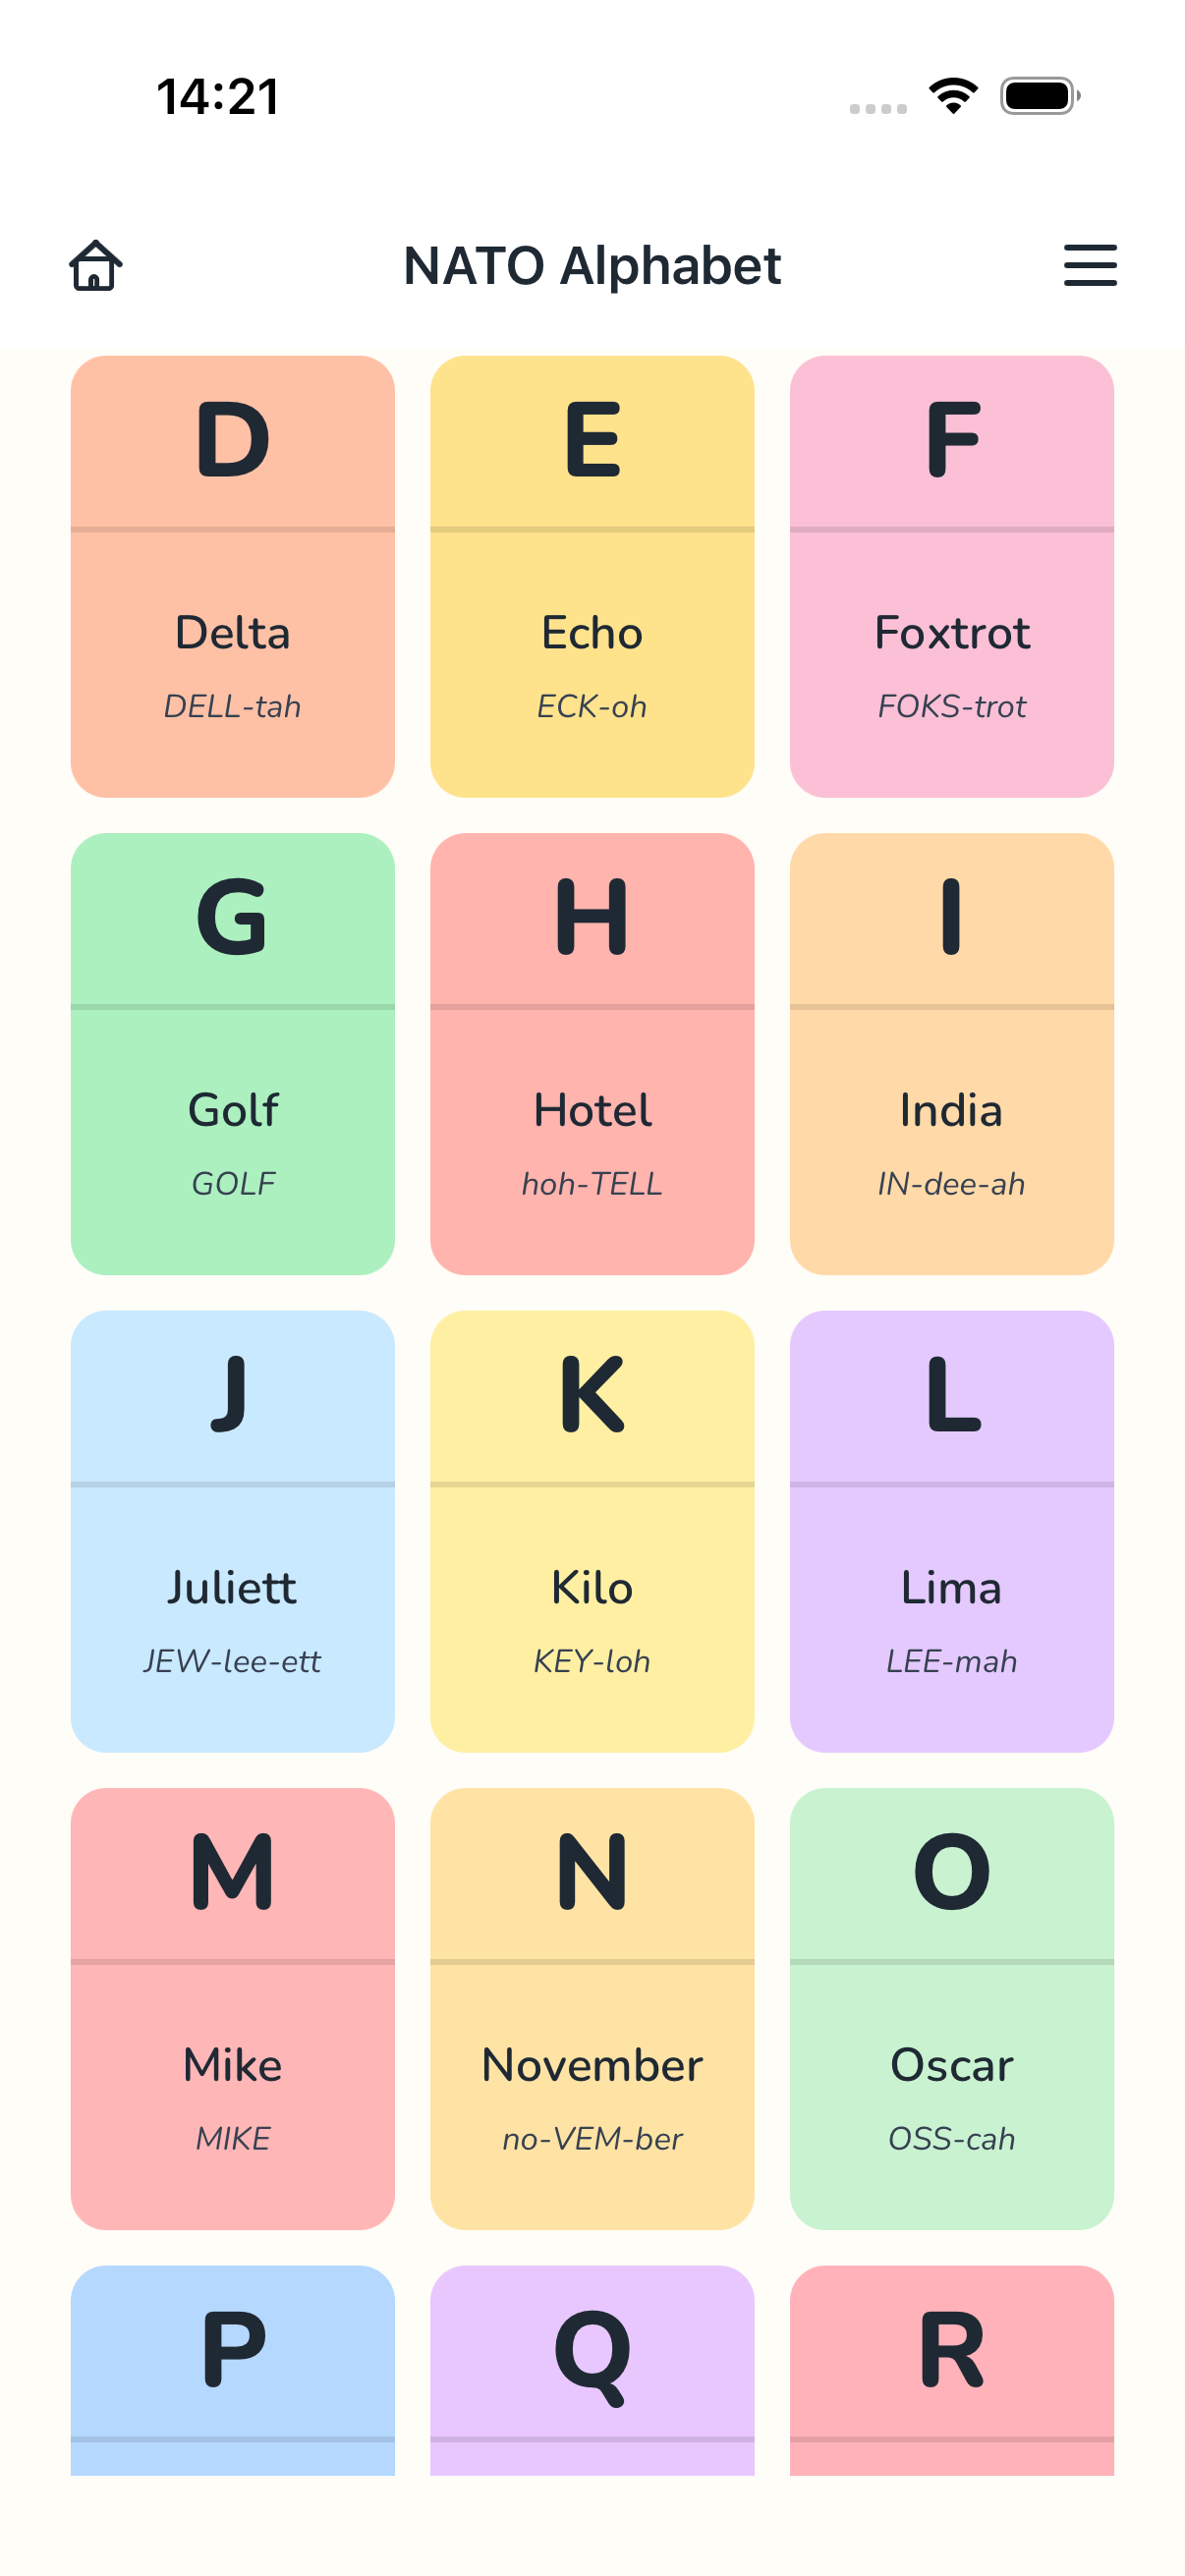 14:21
NATO Alphabet
D E F
Delta Echo Foxtrot
DELL-tah ECK-oh FOKS-trot
G H I
Golf Hotel India
GOLF hoh-TELL IN-dee-ah
J K L
Juliett Kilo Lima
JEW-lee-ett KEY-loh LEE-mah
M N O
Mike November Oscar
MIKE no-VEM-ber OSS-cah
P Q R